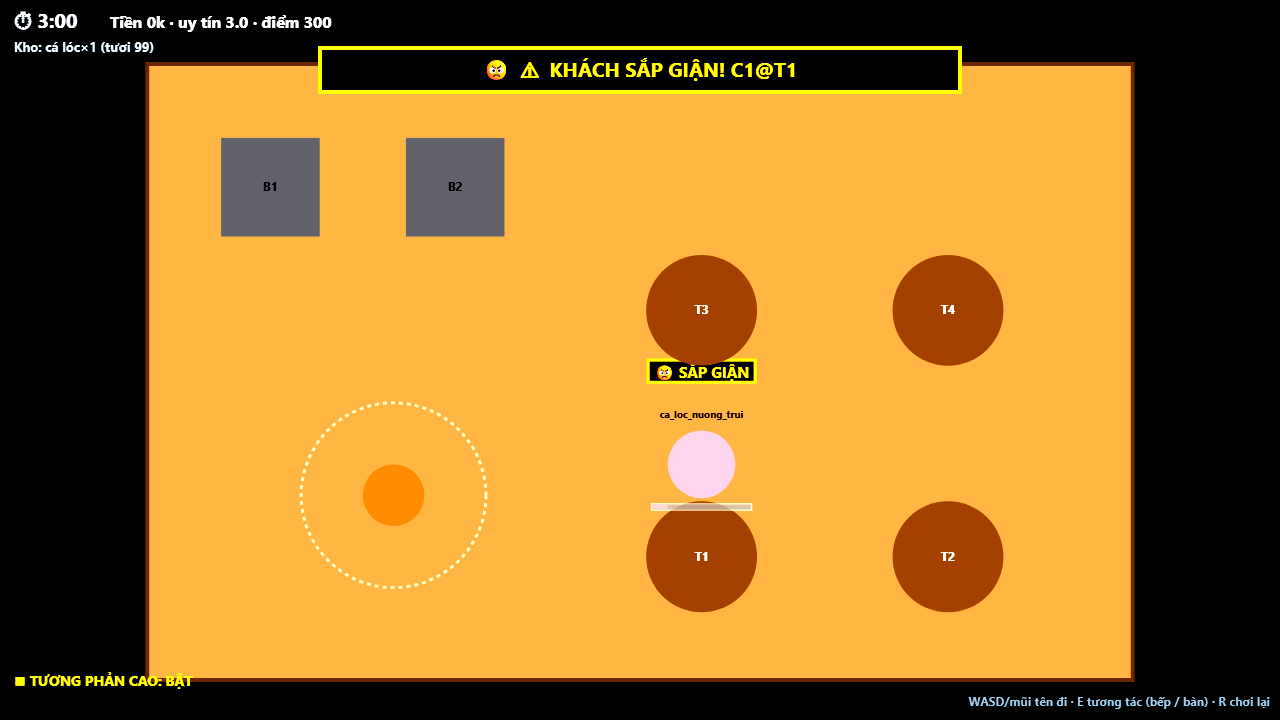 ⏱ 3:00 Tiền 0k · uy tín 3.0 · điểm 300
Kho: cá lóc×1 (tươi 99)
😡 ⚠ KHÁCH SẮP GIẬN! C1@T1
B1 B2
T3 T4
😡 SẮP GIẬN
ca_loc_nuong_trui
T1 T2
■ TƯƠNG PHẢN CAO: BẬT
WASD/mũi tên đi · E tương tác (bếp / bàn) · R chơi lại